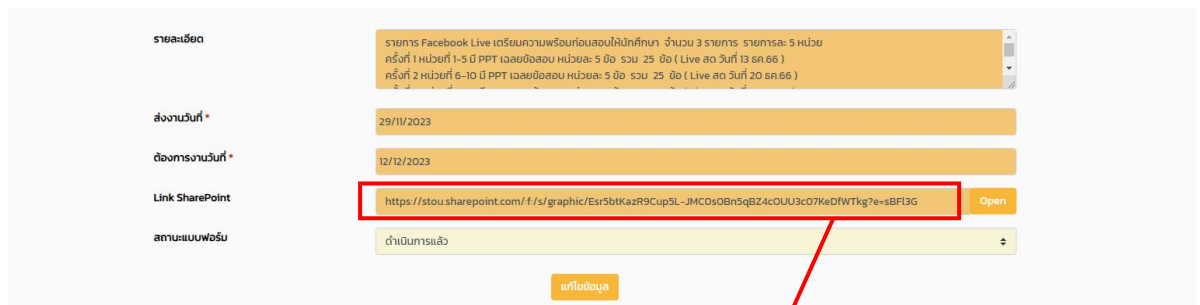 รายละเอียด
รายการ Facebook Live เตรียมความพร้อมก่อนสอบให้นักศึกษา จำนวน 3 รายการ รายการละ 5 หน่วย
ครั้งที่ 1 หน่วยที่ 1-5 มี PPT เฉลยข้อสอบ หน่วยละ 5 ข้อ รวม 25 ข้อ ( Live สด วันที่ 13 ธค.66 )
ครั้งที่ 2 หน่วยที่ 6-10 มี PPT เฉลยข้อสอบ หน่วยละ 5 ข้อ รวม 25 ข้อ ( Live สด วันที่ 20 ธค.66 )
ส่งงานวันที่ *
29/11/2023
ต้องการงานวันที่ *
12/12/2023
Link SharePoint
https://stou.sharepoint.com/:f:/s/graphic/Esr5btKazR9Cup5L-JMC0sOBn5qBZ4cOUU3cO7KeDfWTkg?e=sBFl3G
Open
สถานะแบบฟอร์ม
ดำเนินการแล้ว
แก้ไขข้อมูล